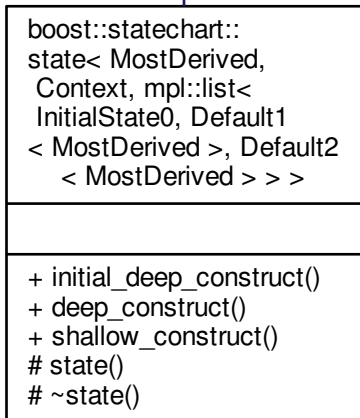 boost::statechart::
state< MostDerived,
Context, mpl::list<
InitialState0, Default1
< MostDerived >, Default2
< MostDerived > > >
+ initial_deep_construct()
+ deep_construct()
+ shallow_construct()
# state()
# ~state()